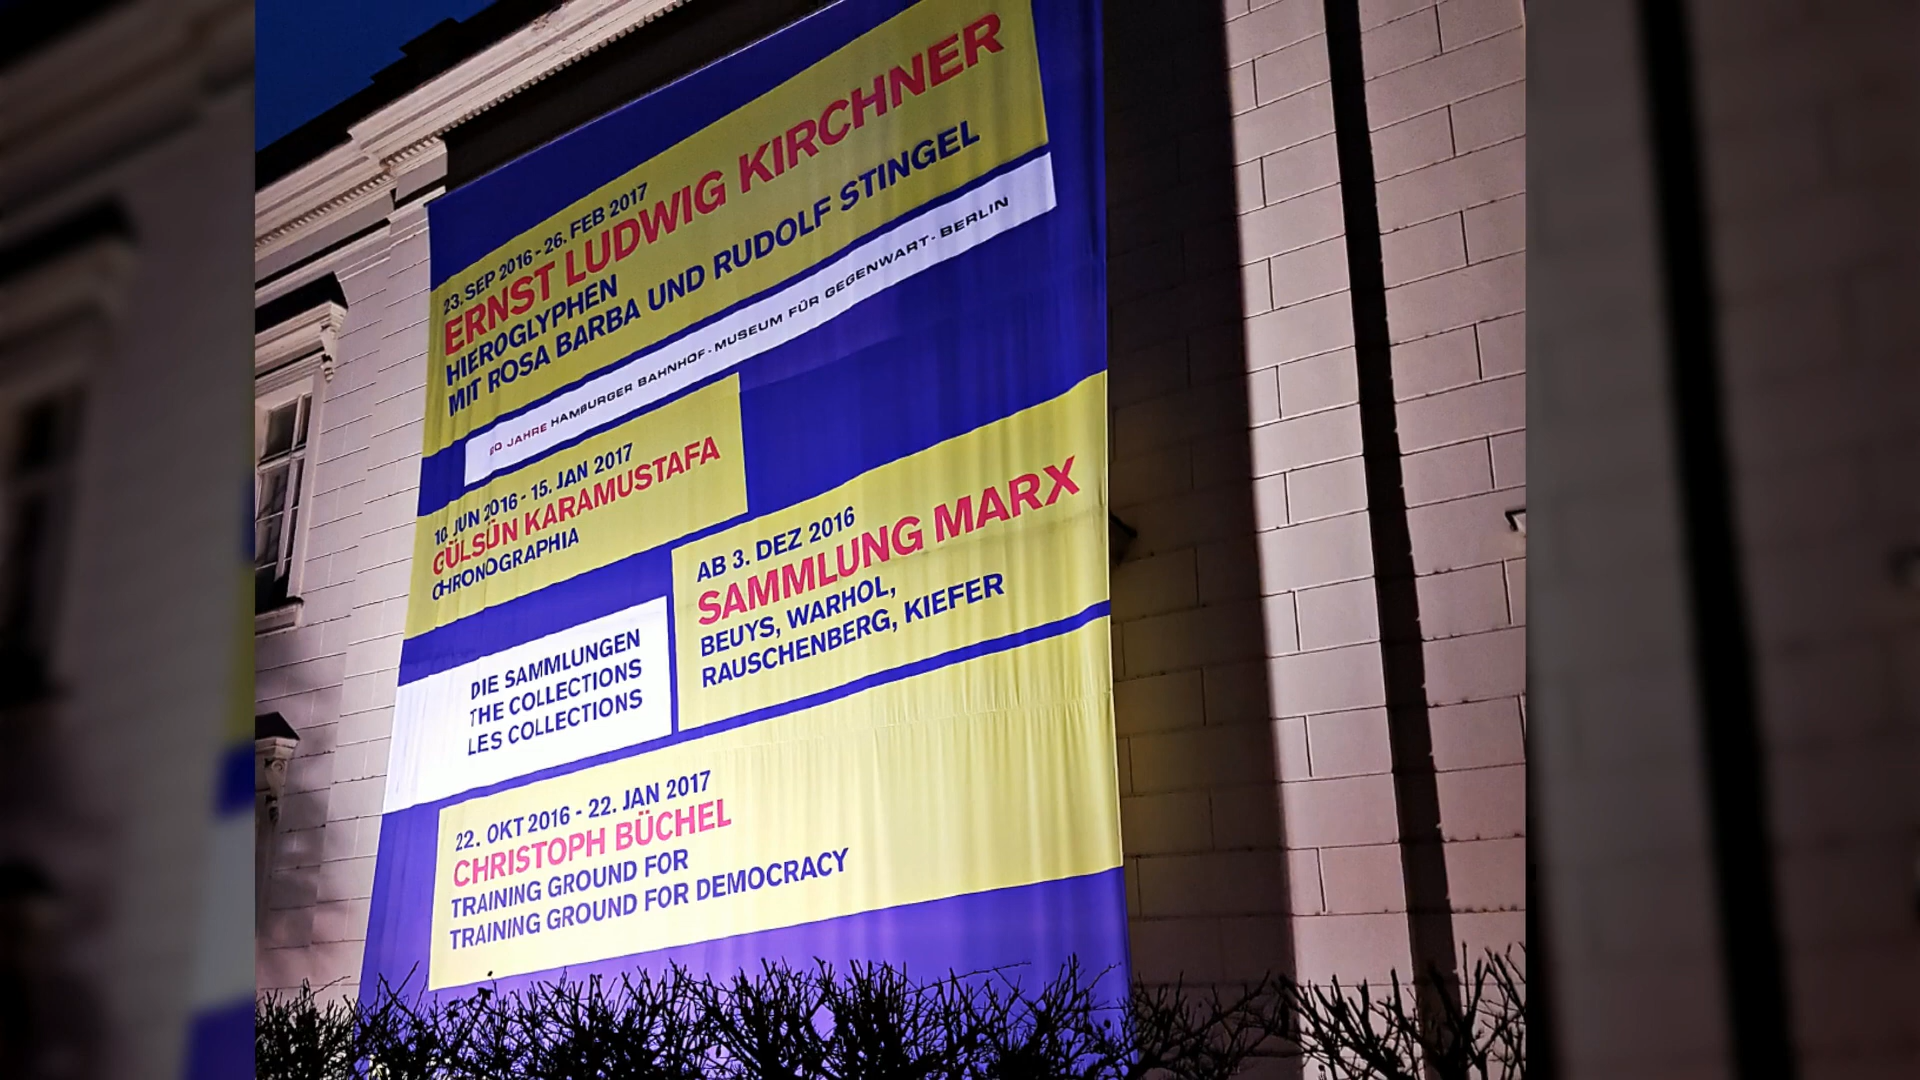 23. SEP 2016 - 26. FEB 2017
ERNST LUDWIG KIRCHNER
HIEROGLYPHEN
MIT ROSA BARBA UND RUDOLF STINGEL
20 JAHRE HAMBURGER BAHNHOF - MUSEUM FÜR GEGENWART - BERLIN
10. JUN 2016 - 15. JAN 2017
GÜLSÜN KARAMUSTAFA
CHRONOGRAPHIA
AB 3. DEZ 2016
SAMMLUNG MARX
BEUYS, WARHOL,
RAUSCHENBERG, KIEFER
DIE SAMMLUNGEN
THE COLLECTIONS
LES COLLECTIONS
22. OKT 2016 - 22. JAN 2017
CHRISTOPH BÜCHEL
TRAINING GROUND FOR
TRAINING GROUND FOR DEMOCRACY